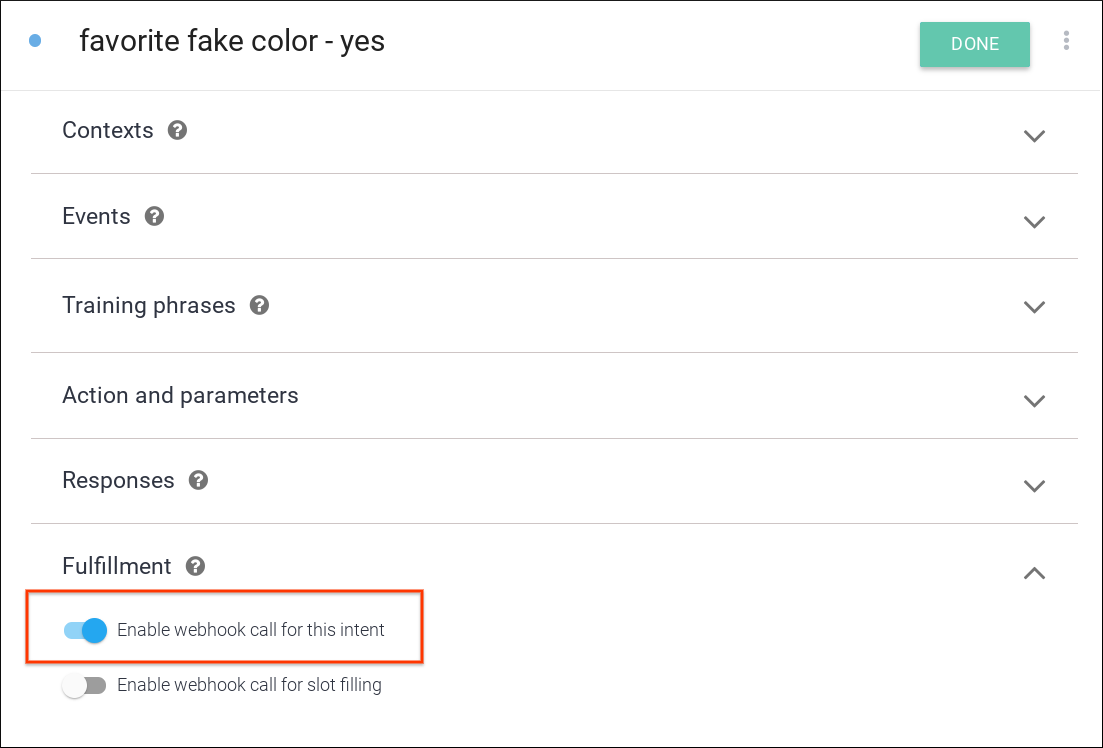 favorite fake color - yes
DONE
Contexts
Events
Training phrases
Action and parameters
Responses
Fulfillment
Enable webhook call for this intent
Enable webhook call for slot filling